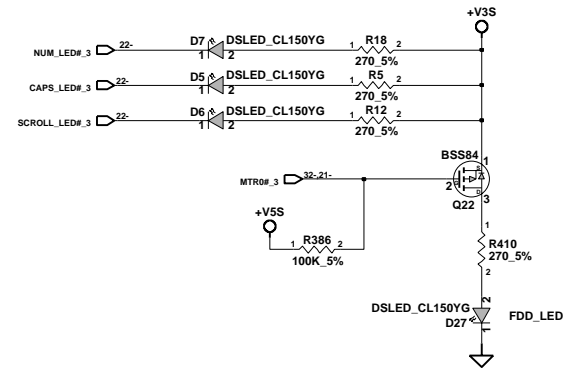 +V3S
NUM_LED#_3 22- D7 DSLED_CL150YG 1 2 1 R18 2 270_5%
CAPS_LED#_3 22- D5 DSLED_CL150YG 1 2 1 R5 2 270_5%
SCROLL_LED#_3 22- D6 DSLED_CL150YG 1 2 1 R12 2 270_5%
BSS84 1
MTR0#_3 32-,21- 2 S G D
Q22 3
+V5S
1 R386 2
100K_5%
1
R410
270_5%
2
DSLED_CL150YG 2
D27 FDD_LED
1